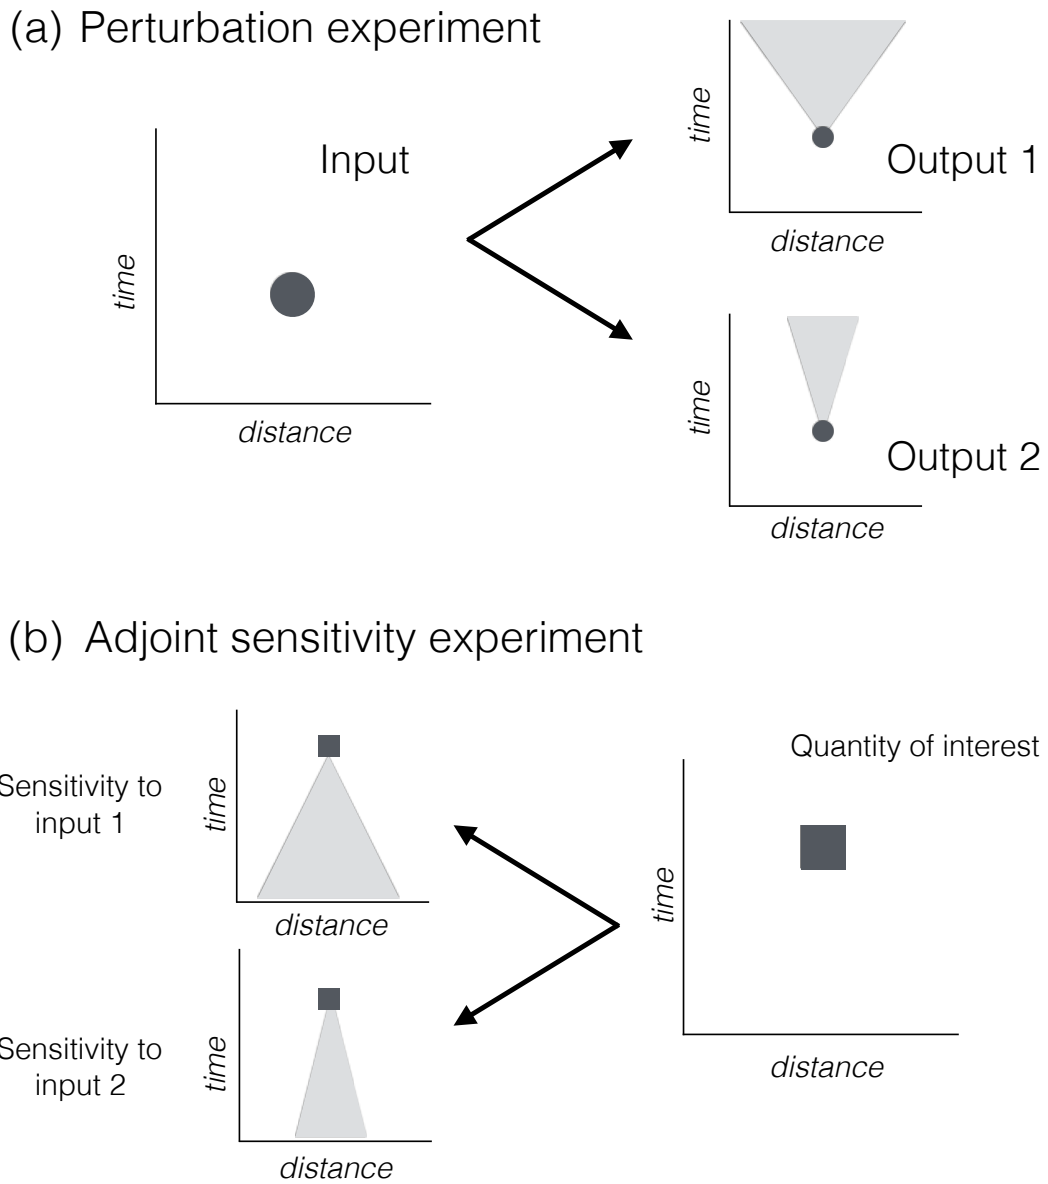 (a) Perturbation experiment
Input
time
distance
time
Output 1
distance
time
Output 2
distance
(b) Adjoint sensitivity experiment
Sensitivity to
input 1
time
distance
Sensitivity to
input 2
time
distance
Quantity of interest
time
distance